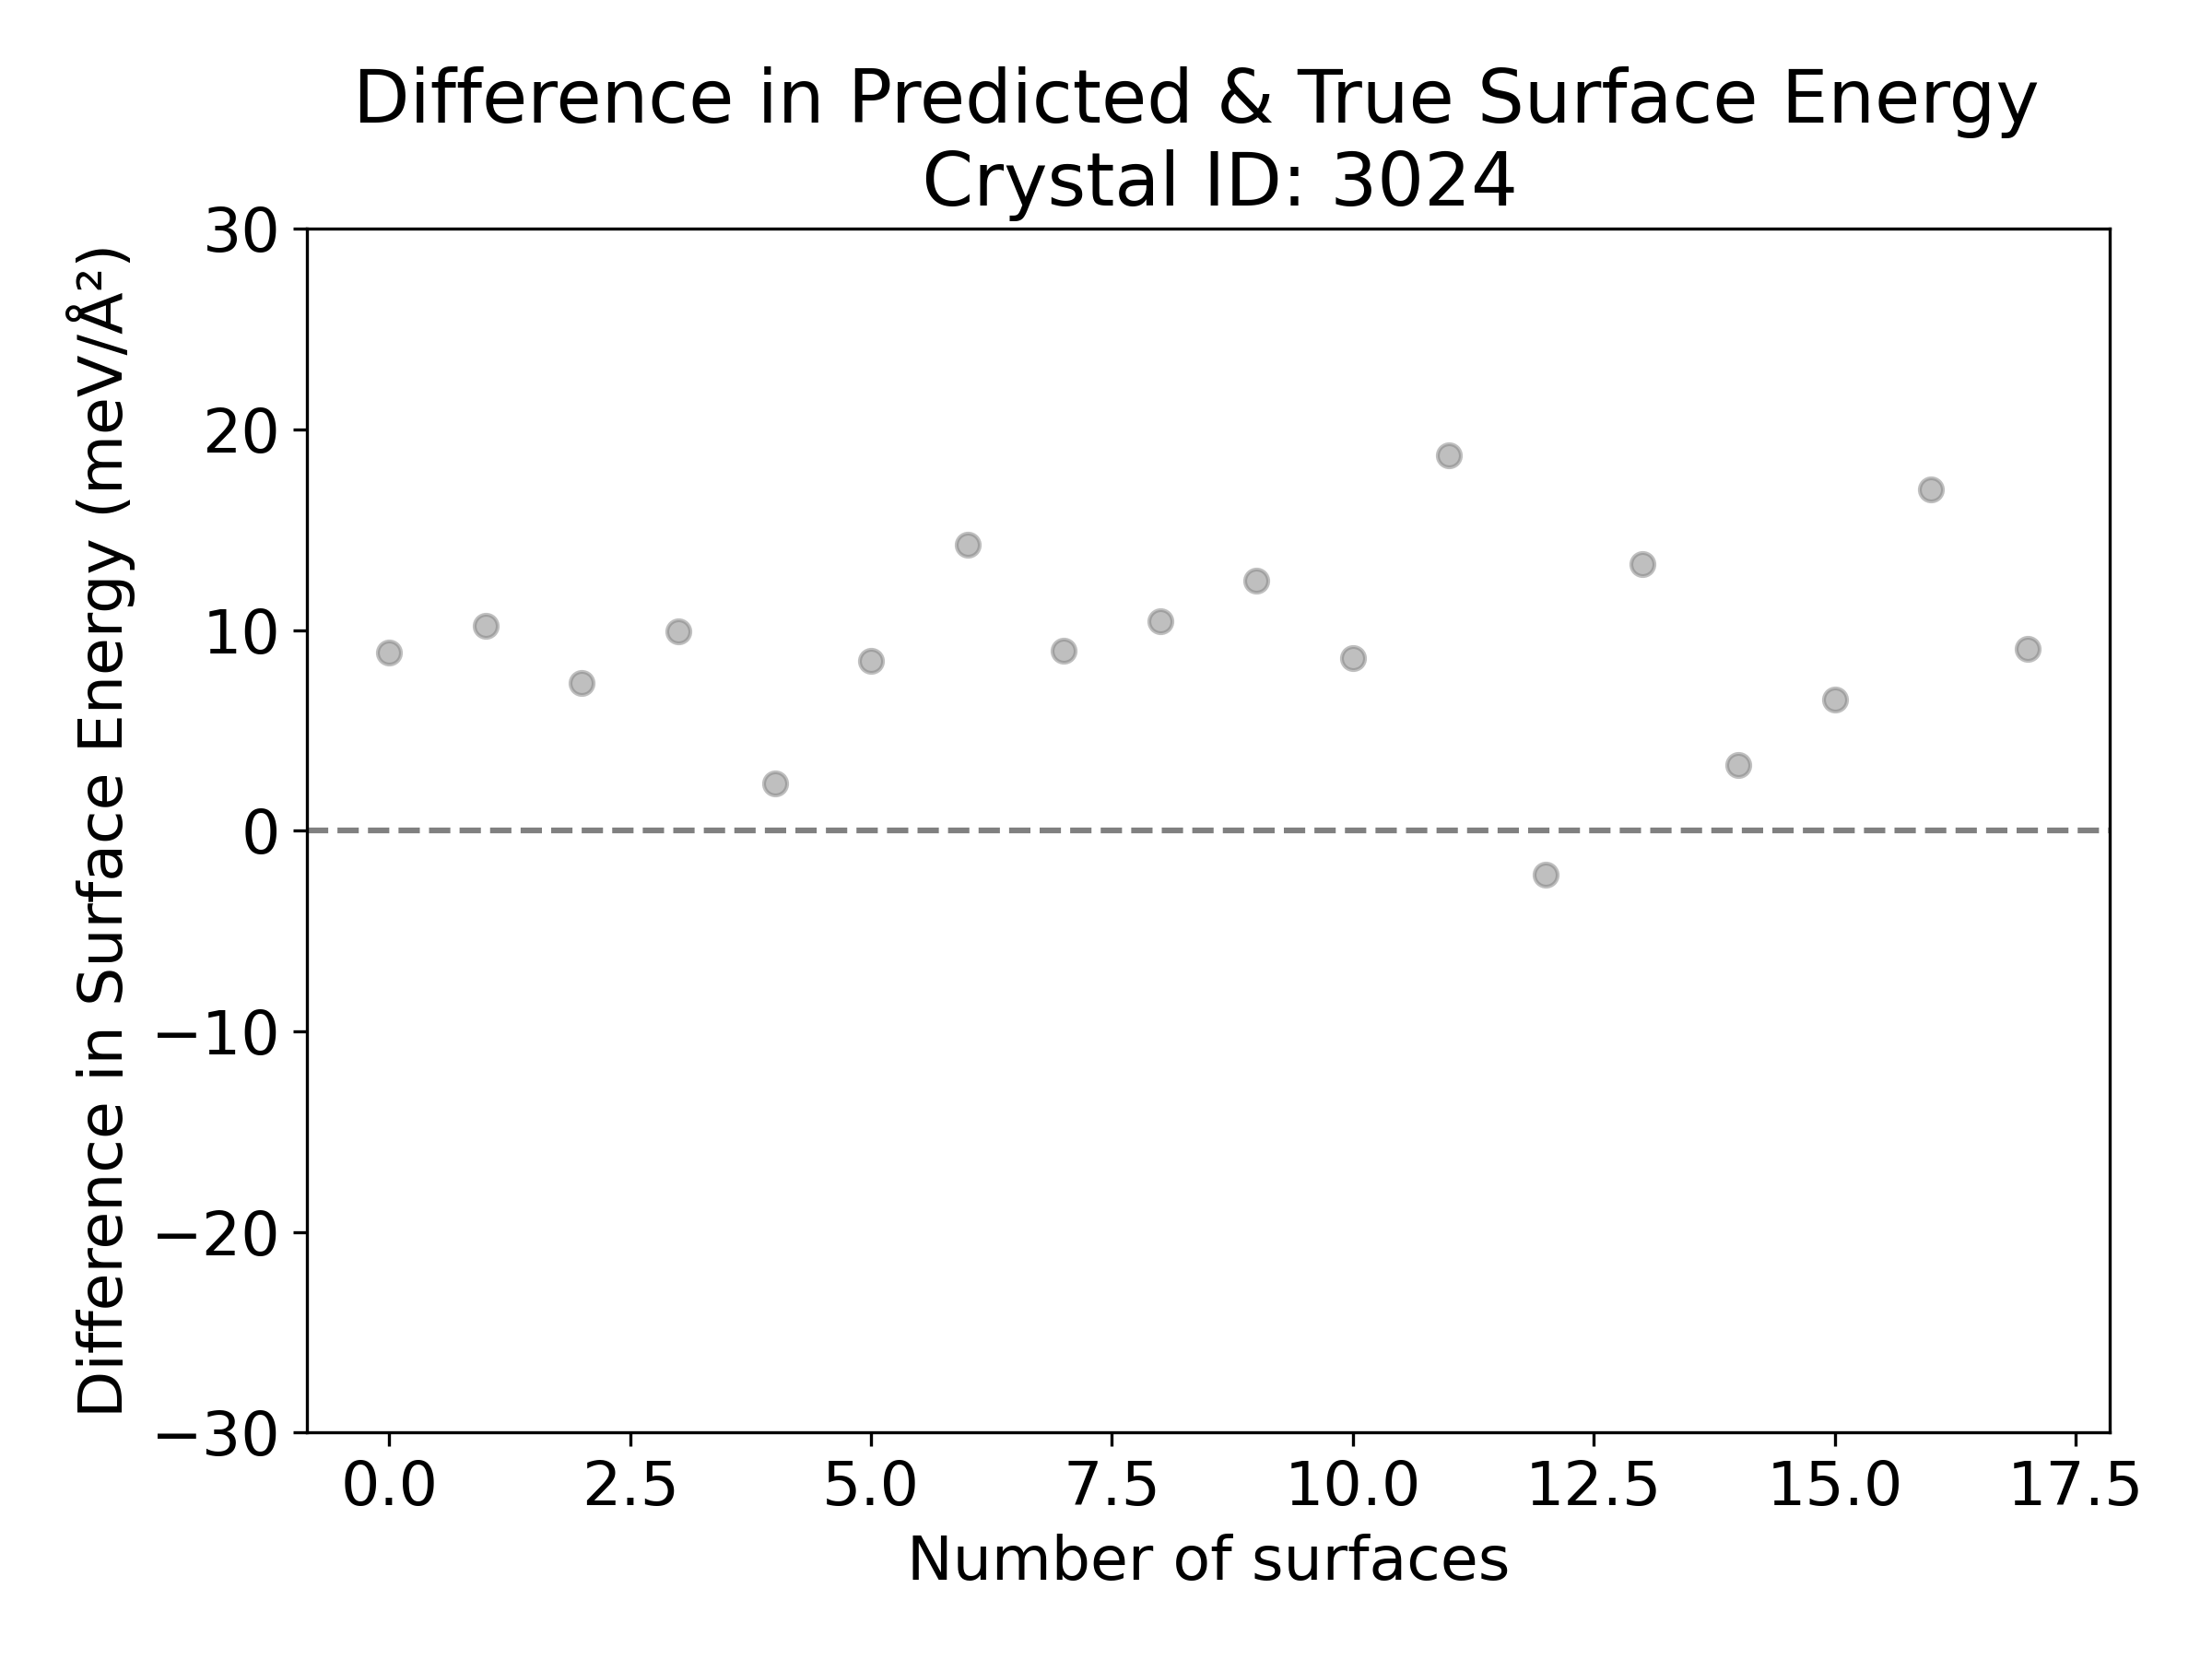 Difference in Predicted & True Surface Energy
Crystal ID: 3024
Difference in Surface Energy (meV/Å²)
30
20
10
0
−10
−20
−30
0.0 2.5 5.0 7.5 10.0 12.5 15.0 17.5
Number of surfaces